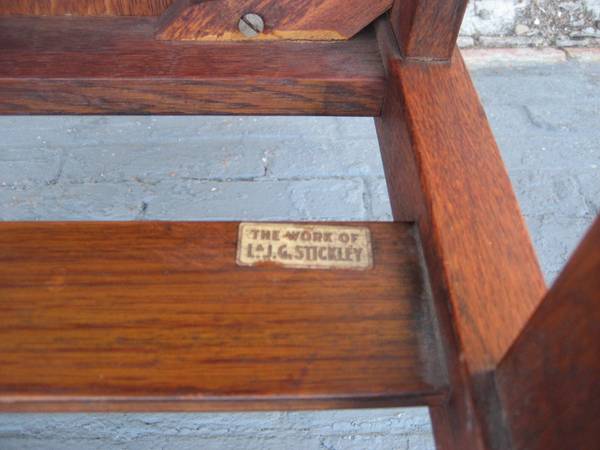 THE WORK OF
L. & J.G. STICKLEY